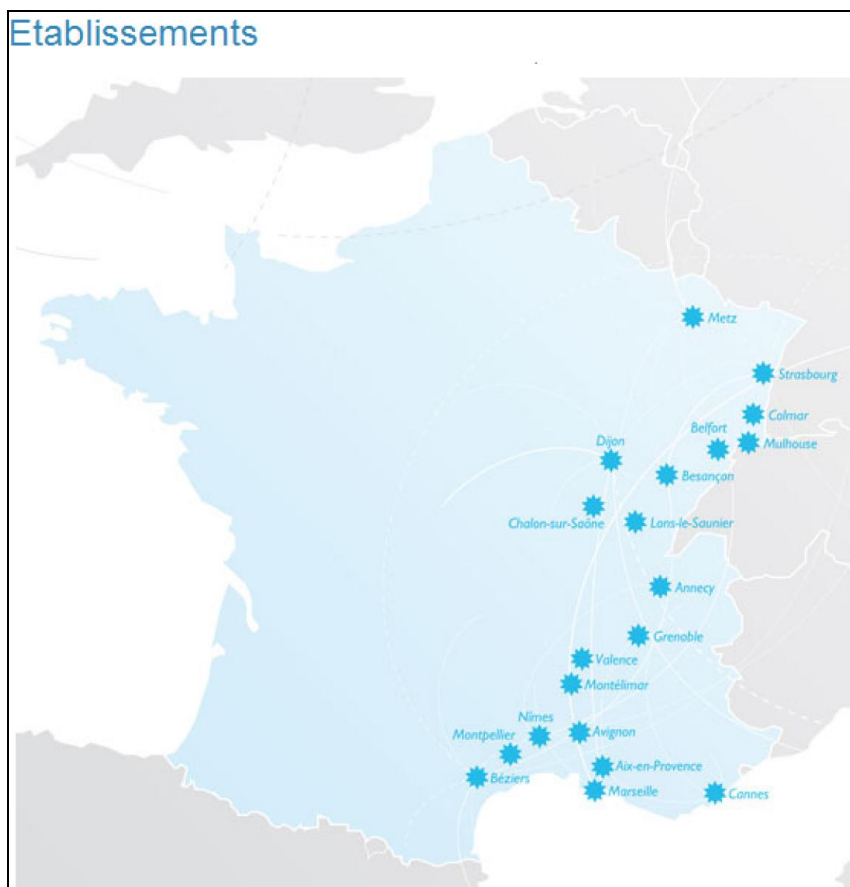 Etablissements
Metz
Strasbourg
Colmar
Belfort
Mulhouse
Dijon
Besançon
Chalon-sur-Saône
Lons-le-Saunier
Annecy
Grenoble
Valence
Montélimar
Nîmes
Avignon
Montpellier
Aix-en-Provence
Béziers
Marseille
Cannes